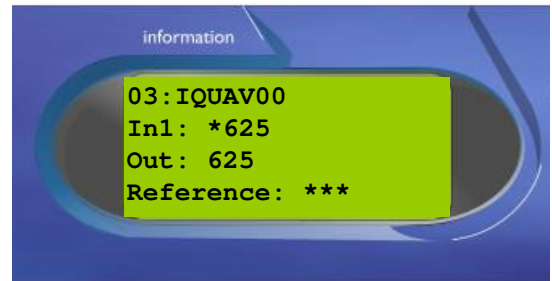 information
03:IQUAV00
In1: *625
Out: 625
Reference: ***